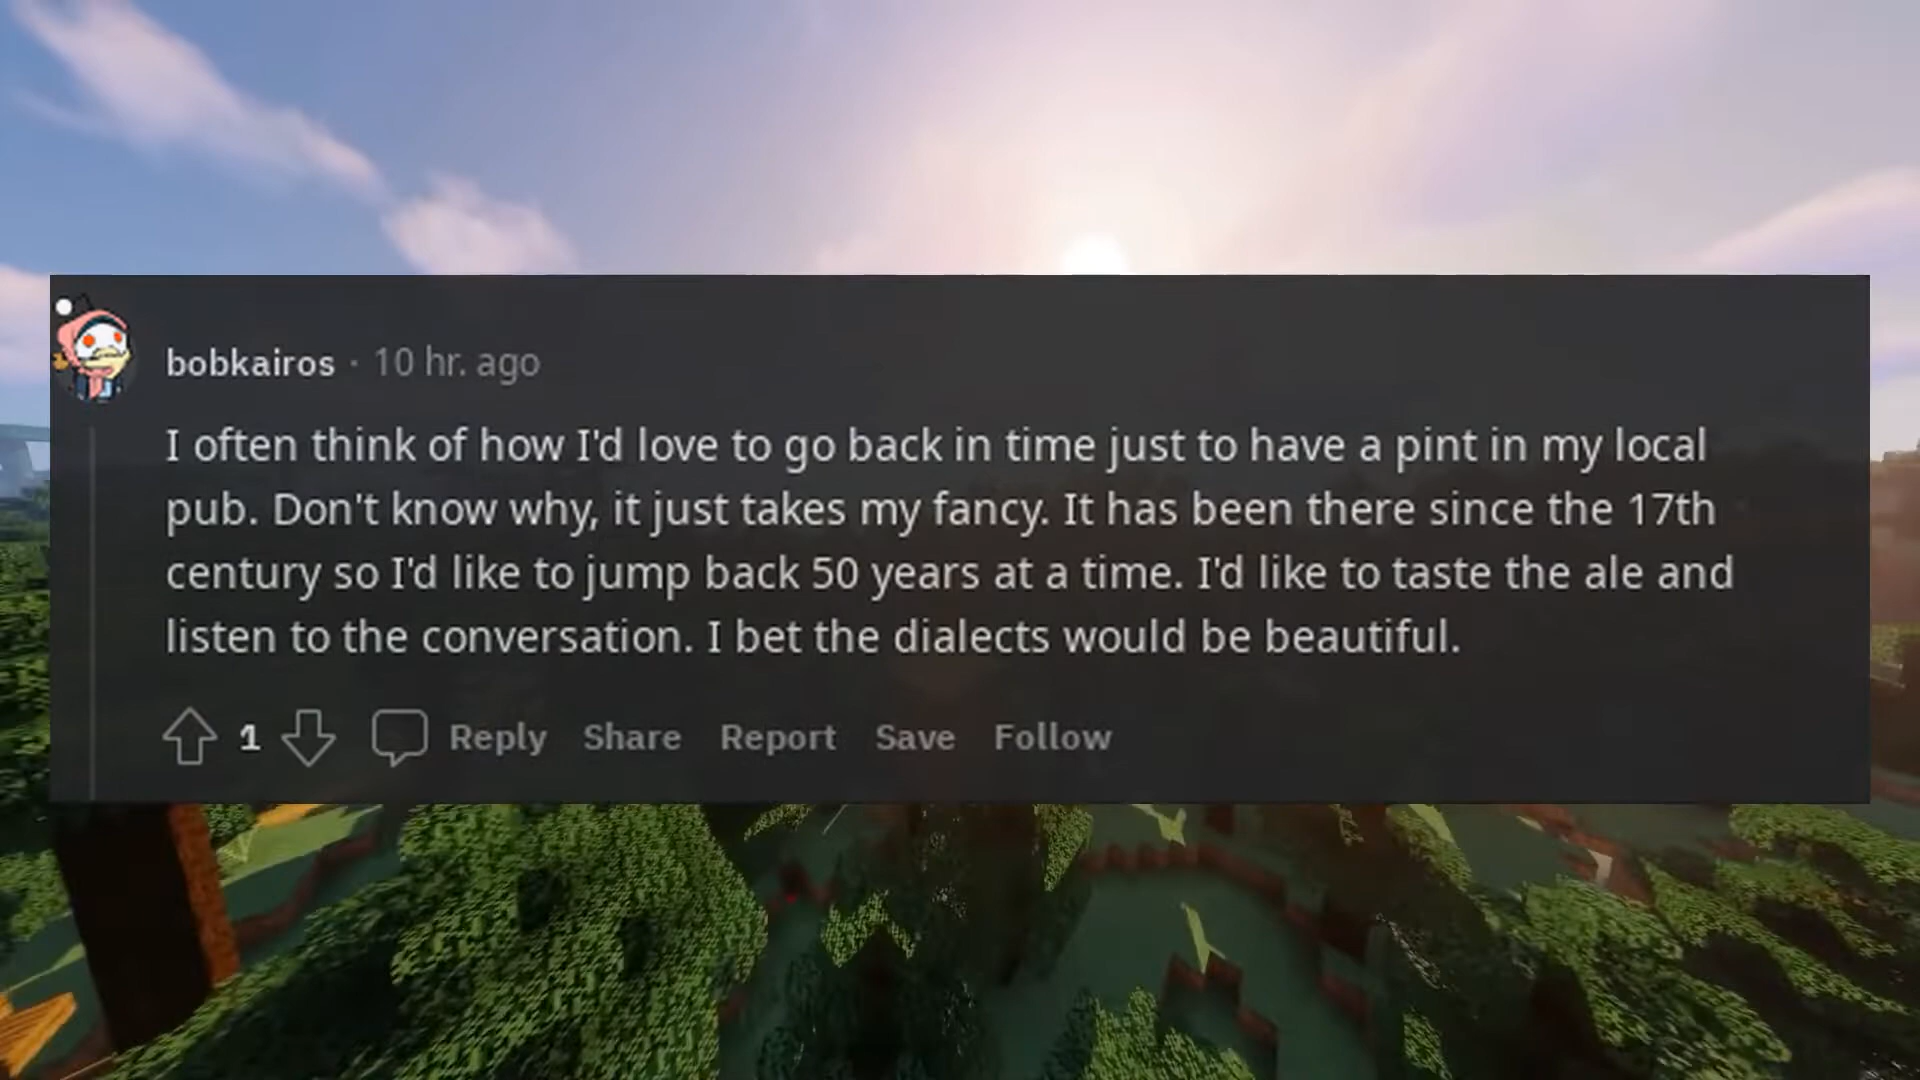 bobkairos · 10 hr. ago
I often think of how I'd love to go back in time just to have a pint in my local
pub. Don't know why, it just takes my fancy. It has been there since the 17th
century so I'd like to jump back 50 years at a time. I'd like to taste the ale and
listen to the conversation. I bet the dialects would be beautiful.
1 Reply Share Report Save Follow